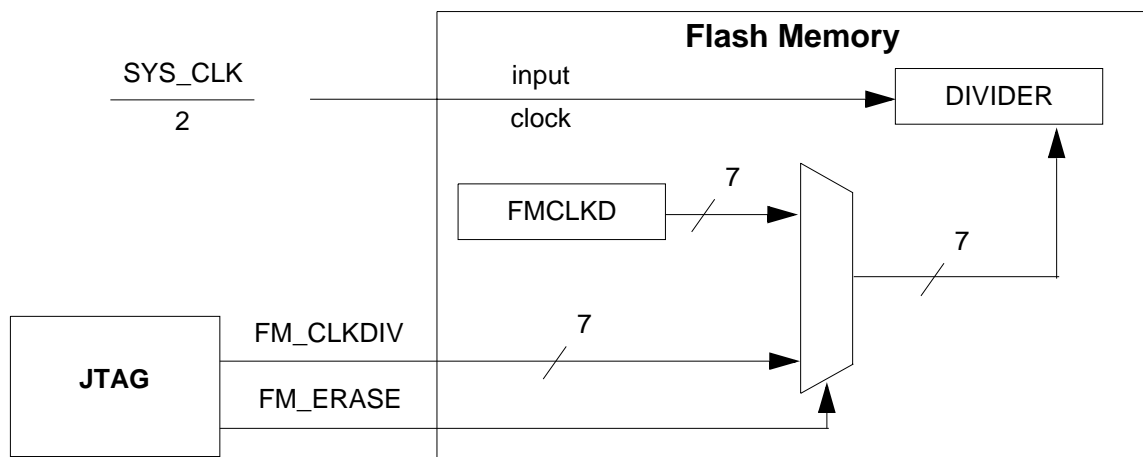 Flash Memory
SYS_CLK
2
input
clock
DIVIDER
FMCLKD
7
7
JTAG
FM_CLKDIV
7
FM_ERASE